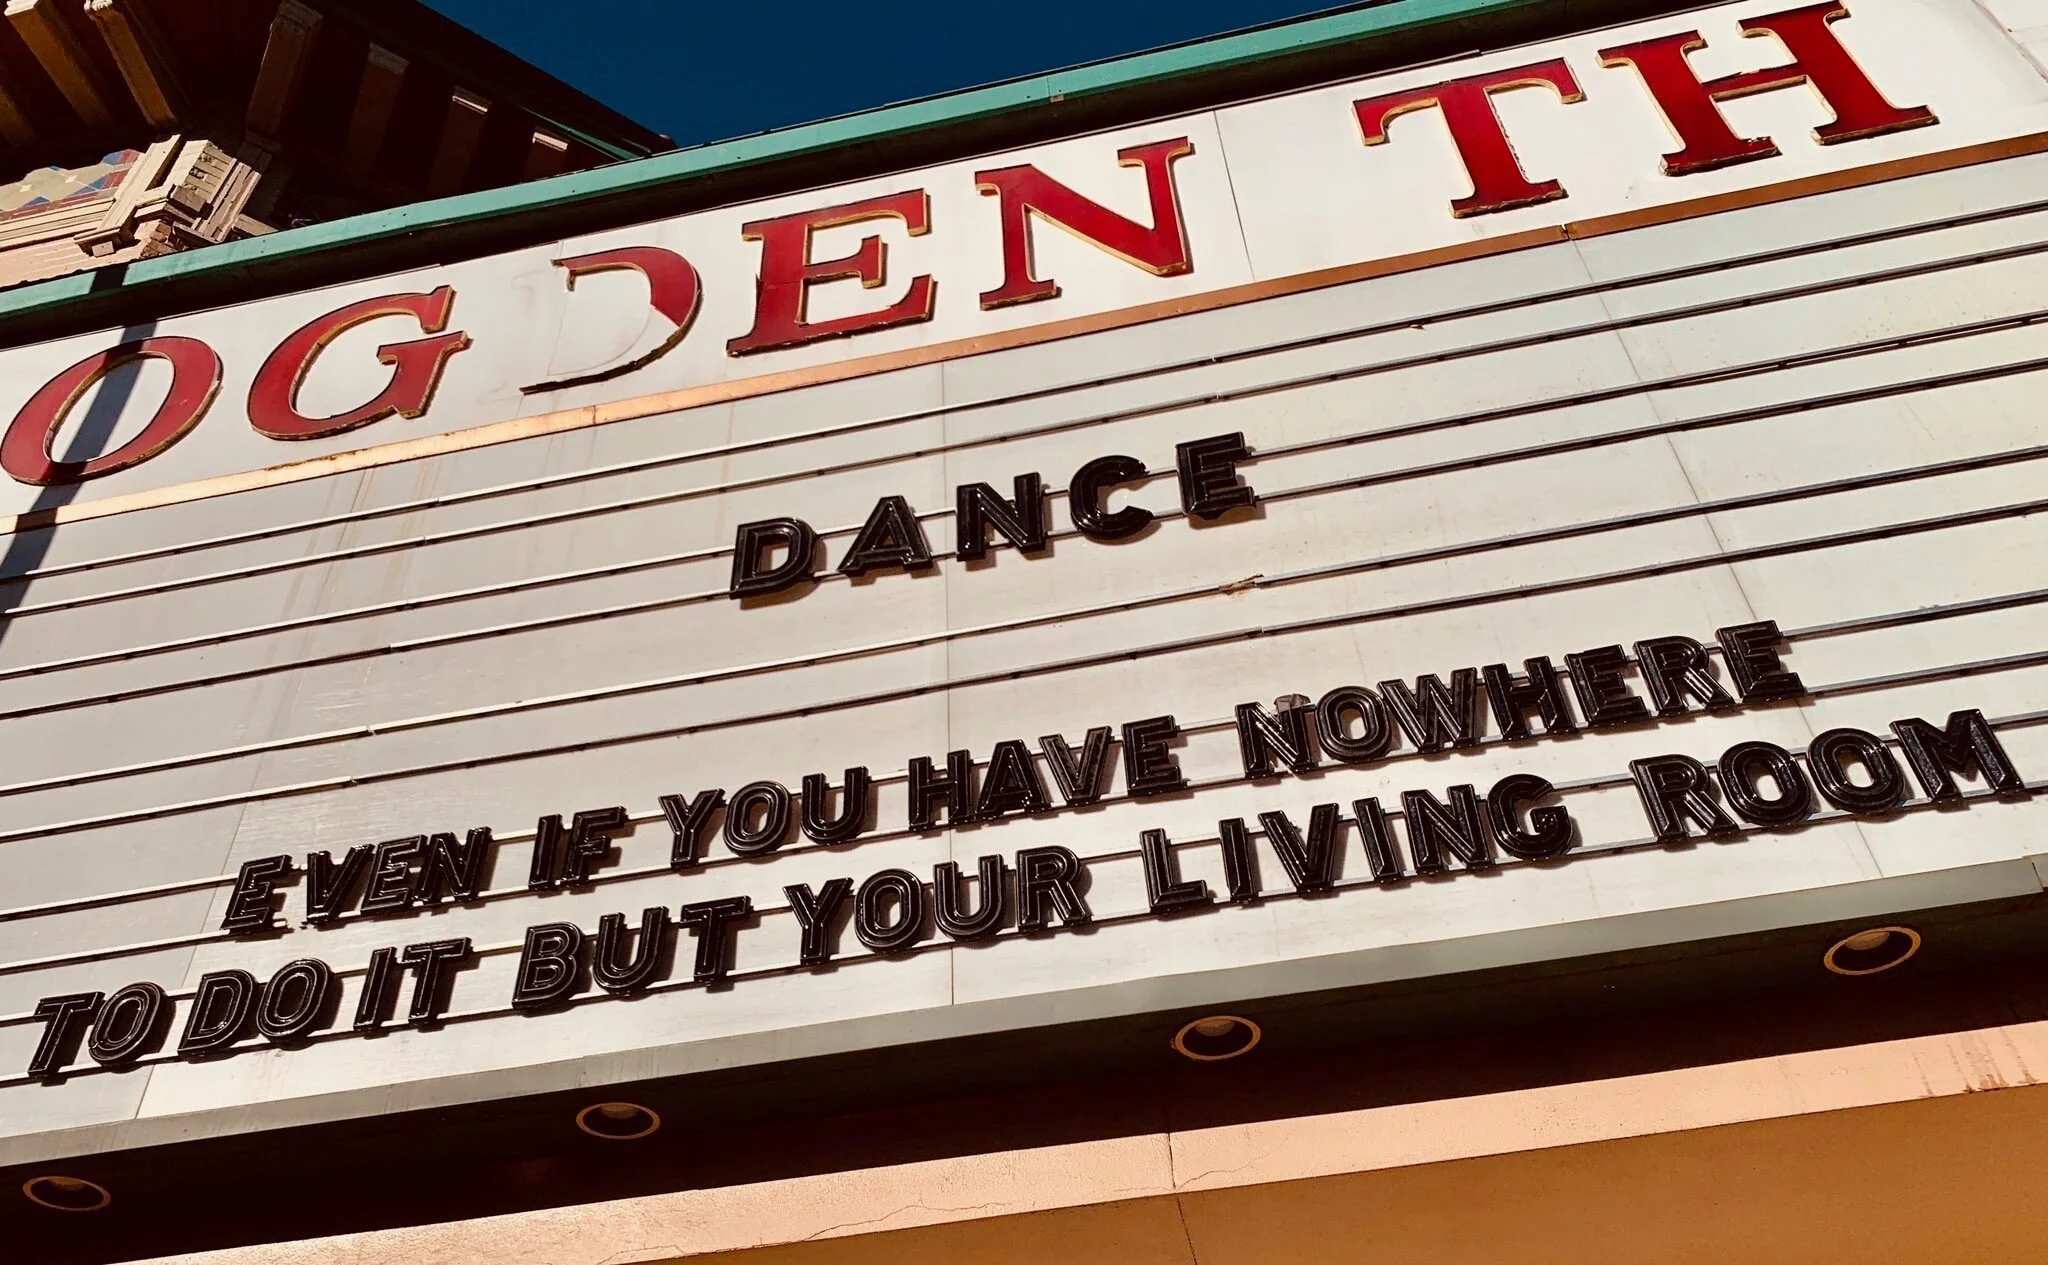 OGDEN TH
DANCE
EVEN IF YOU HAVE NOWHERE
TO DO IT BUT YOUR LIVING ROOM